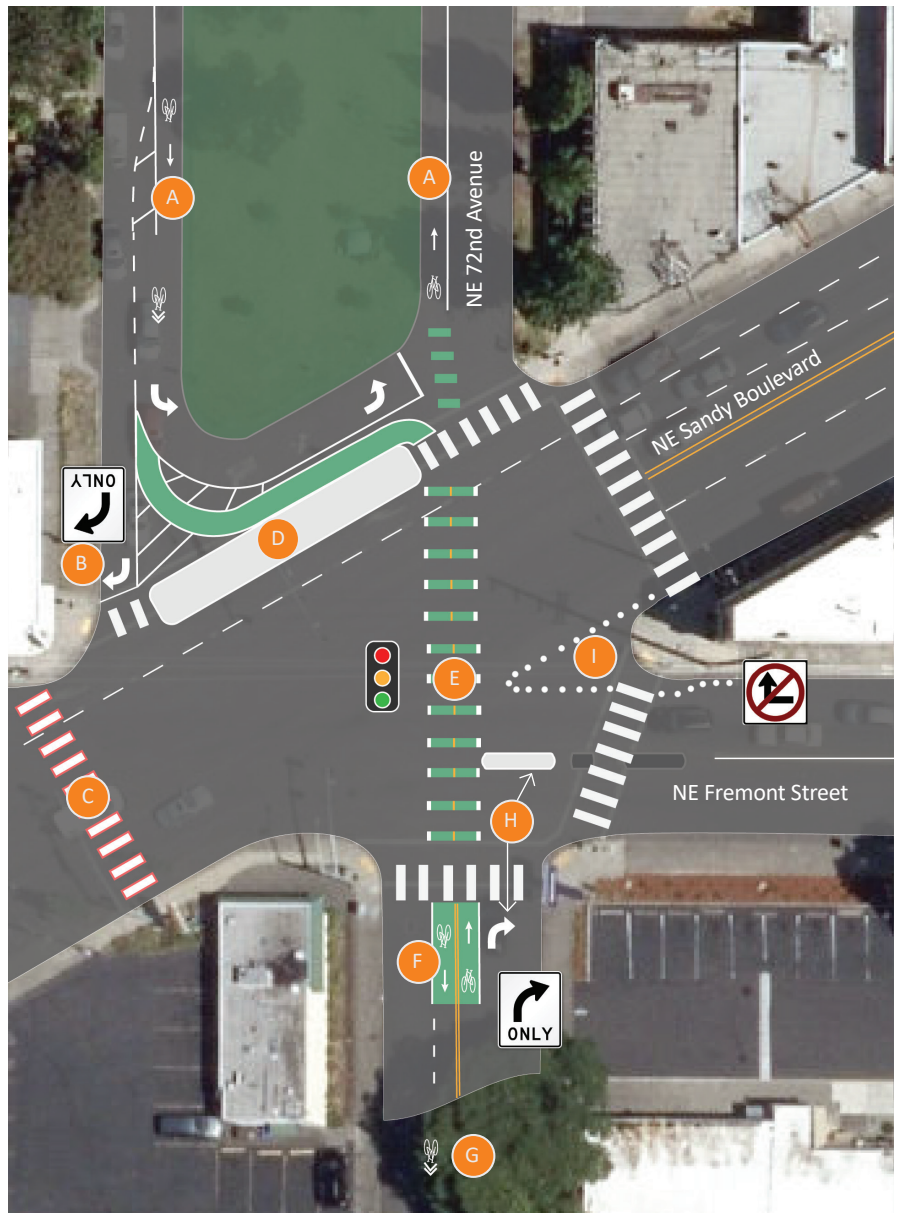 A
A
NE 72nd Avenue
NE Sandy Boulevard
ONLY
B
D
I
E
C
NE Fremont Street
H
F
ONLY
G